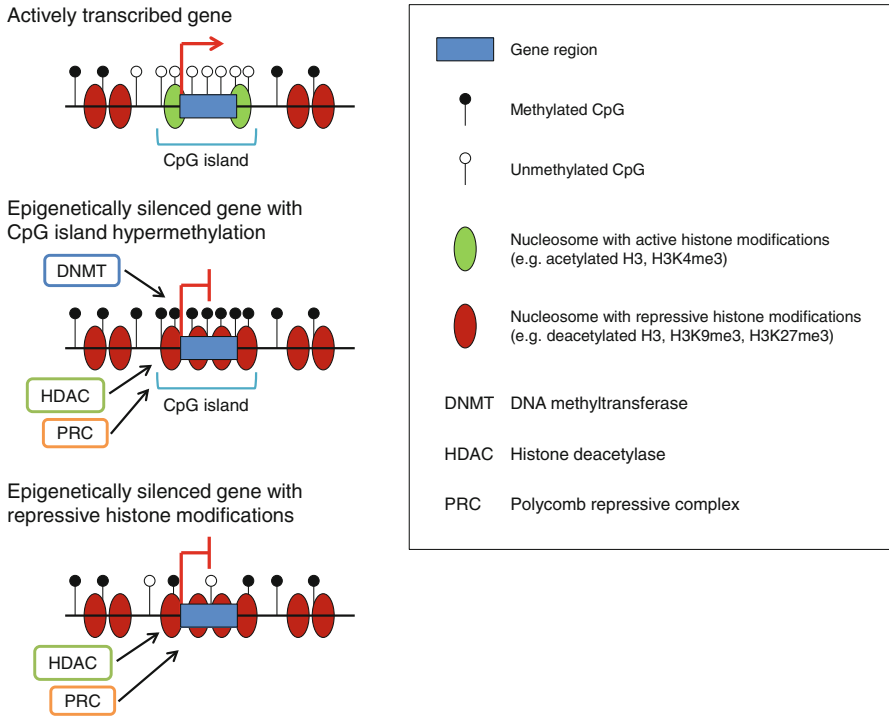 Actively transcribed gene
CpG island
Epigenetically silenced gene with
CpG island hypermethylation
DNMT
HDAC
PRC
CpG island
Epigenetically silenced gene with
repressive histone modifications
HDAC
PRC
Gene region
Methylated CpG
Unmethylated CpG
Nucleosome with active histone modifications
(e.g. acetylated H3, H3K4me3)
Nucleosome with repressive histone modifications
(e.g. deacetylated H3, H3K9me3, H3K27me3)
DNMT DNA methyltransferase
HDAC Histone deacetylase
PRC Polycomb repressive complex